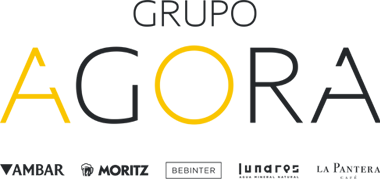 GRUPO
AGORA
AMBAR MORITZ BEBINTER lunares LA PANTERA
AGUA MINERAL NATURAL café